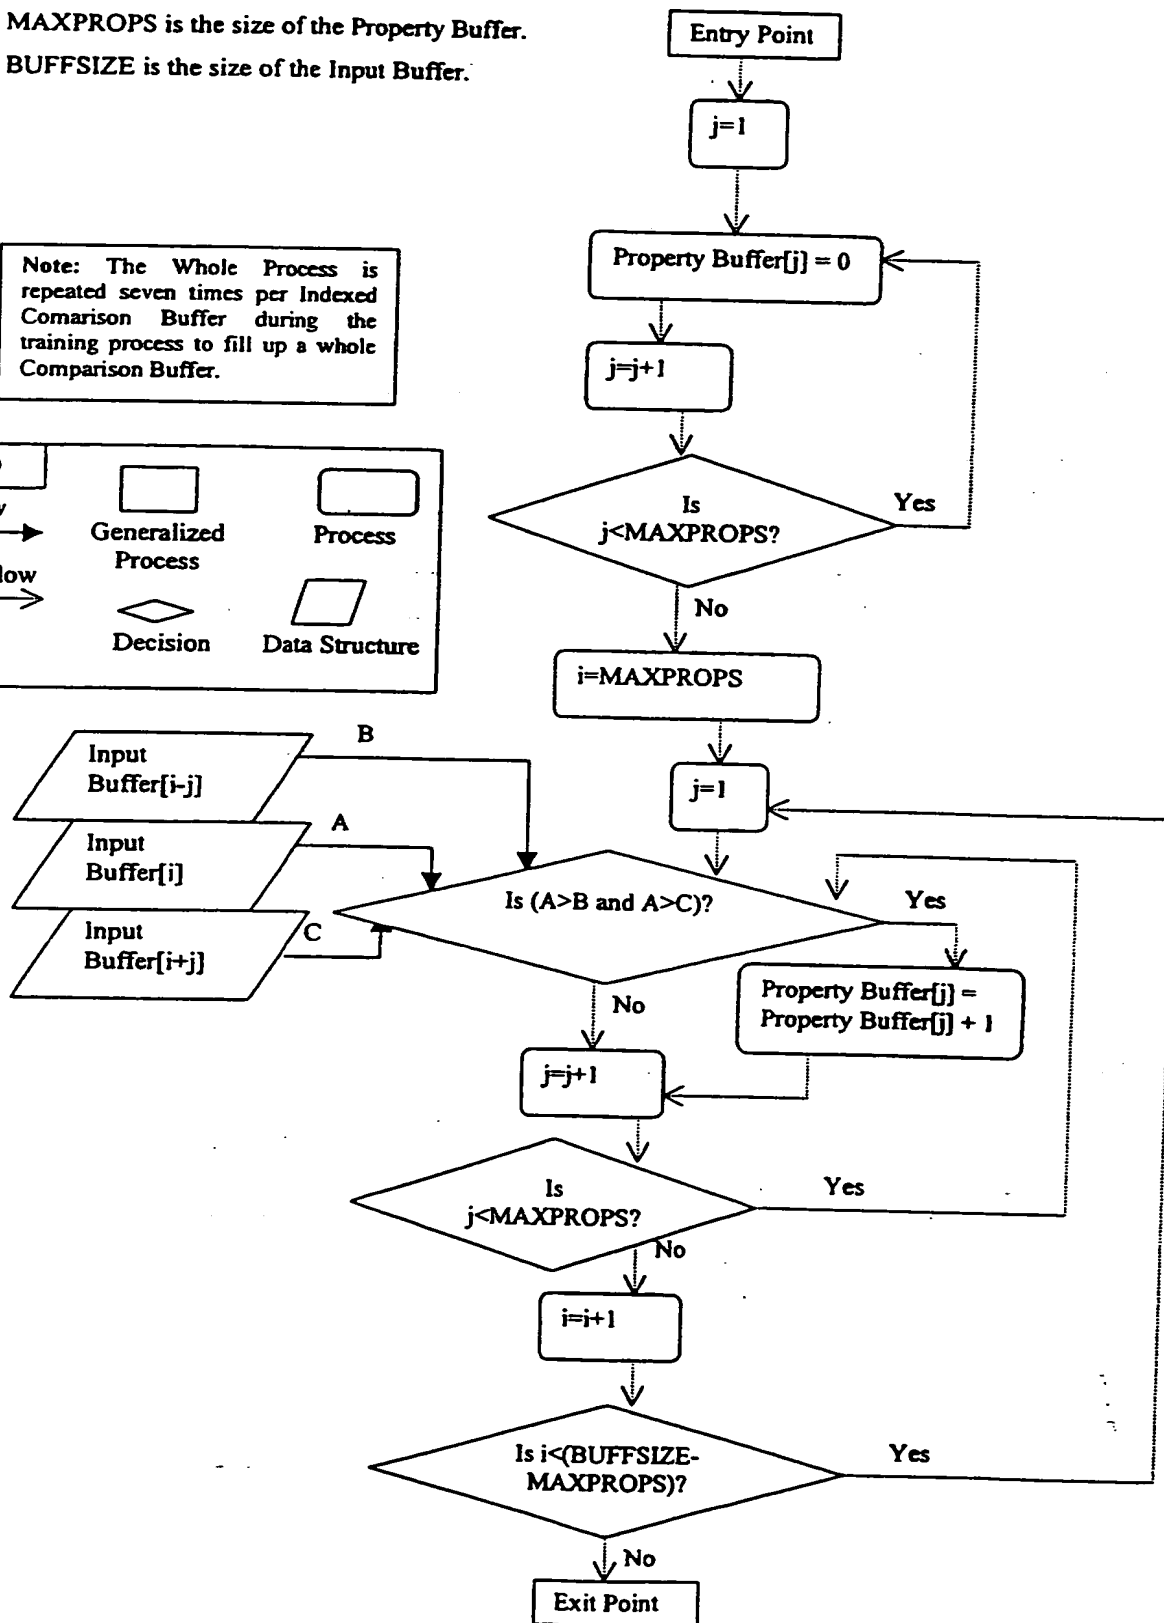 MAXPROPS is the size of the Property Buffer.
BUFFSIZE is the size of the Input Buffer.
Entry Point
j=1
Property Buffer[j] = 0
j=j+1
Is
j<MAXPROPS?
Yes
No
Note: The Whole Process is
repeated seven times per Indexed
Comarison Buffer during the
training process to fill up a whole
Comparison Buffer.
Generalized
Process
Process
Decision
Data Structure
i=MAXPROPS
j=1
Input
Buffer[i-j]
B
Input
Buffer[i]
A
Input
Buffer[i+j]
C
Is (A>B and A>C)?
Yes
No
Property Buffer[j] =
Property Buffer[j] + 1
j=j+1
Is
j<MAXPROPS?
Yes
No
i=i+1
Is i<(BUFFSIZE-
MAXPROPS)?
Yes
No
Exit Point